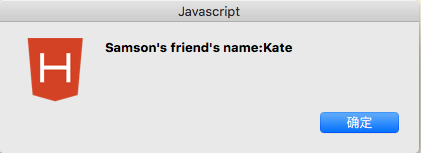 Javascript
H
Samson's friend's name:Kate
确定